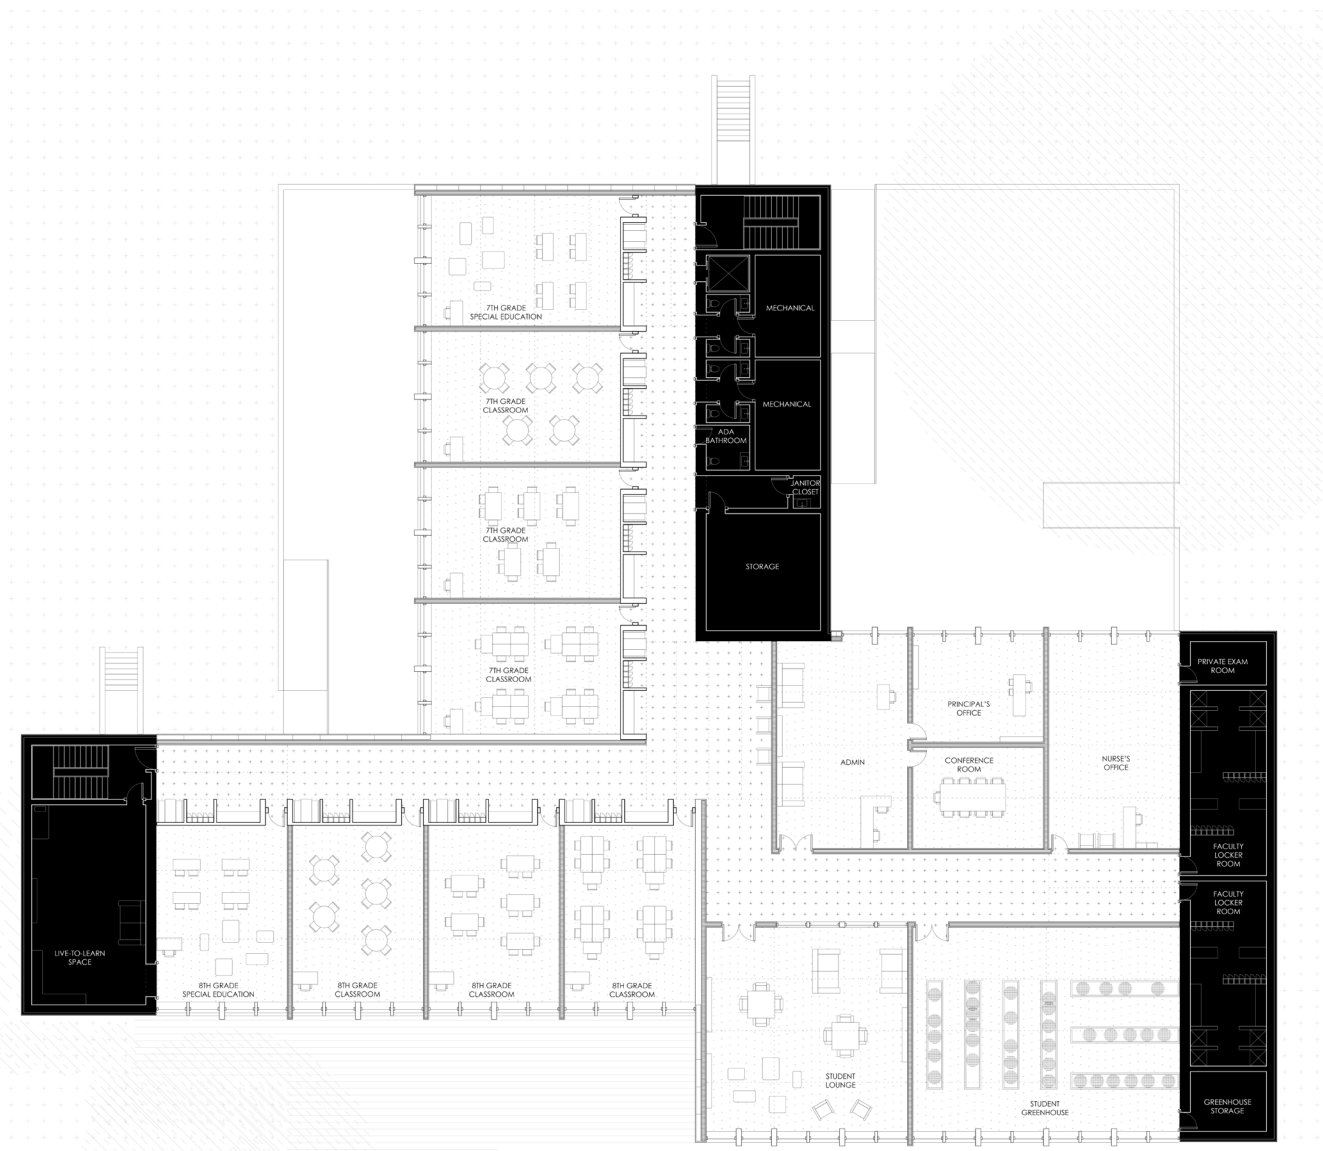 7TH GRADE
SPECIAL EDUCATION
MECHANICAL
7TH GRADE
CLASSROOM
MECHANICAL
ADA
BATHROOM
JANITOR
CLOSET
7TH GRADE
CLASSROOM
STORAGE
7TH GRADE
CLASSROOM
PRIVATE EXAM
ROOM
PRINCIPAL'S
OFFICE
ADMIN
CONFERENCE
ROOM
NURSE'S
OFFICE
FACULTY
LOCKER
ROOM
FACULTY
LOCKER
ROOM
LIVE-TO-LEARN
SPACE
8TH GRADE
SPECIAL EDUCATION
8TH GRADE
CLASSROOM
8TH GRADE
CLASSROOM
8TH GRADE
CLASSROOM
STUDENT
LOUNGE
STUDENT
GREENHOUSE
GREENHOUSE
STORAGE